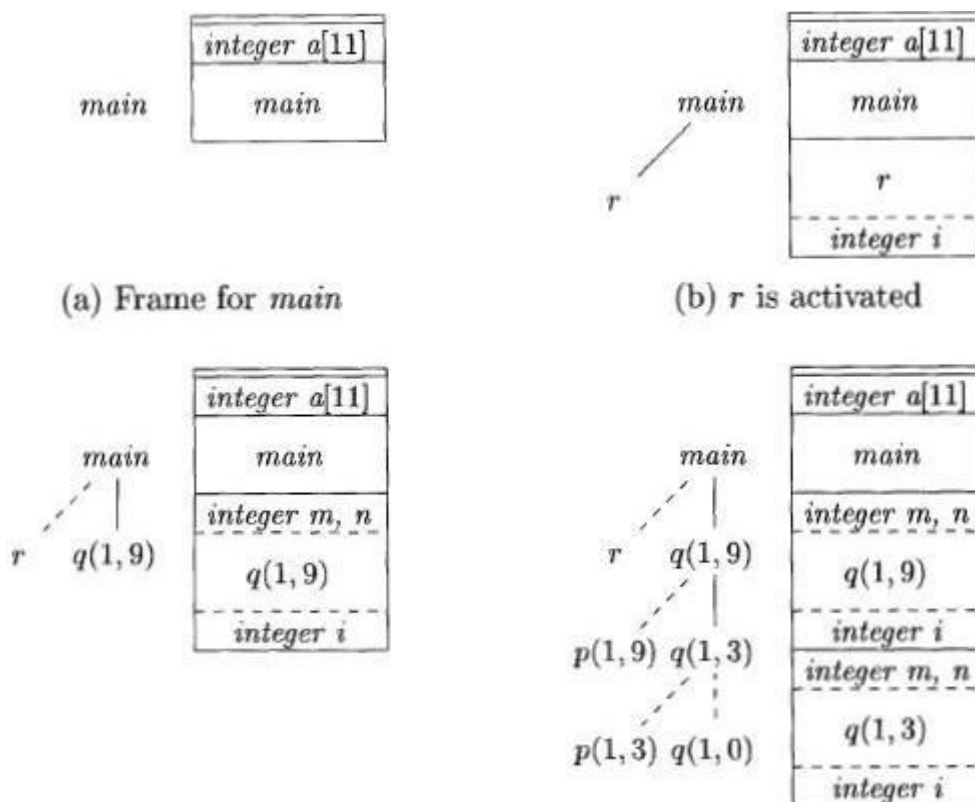 integer a[11]
main
main
(a) Frame for main
integer a[11]
main
main
r
r
integer i
(b) r is activated
integer a[11]
main
main
integer m, n
r
q(1, 9)
q(1, 9)
integer i
integer a[11]
main
main
integer m, n
r
q(1, 9)
q(1, 9)
integer i
p(1, 9) q(1, 3)
integer m, n
q(1, 3)
p(1, 3) q(1, 0)
integer i